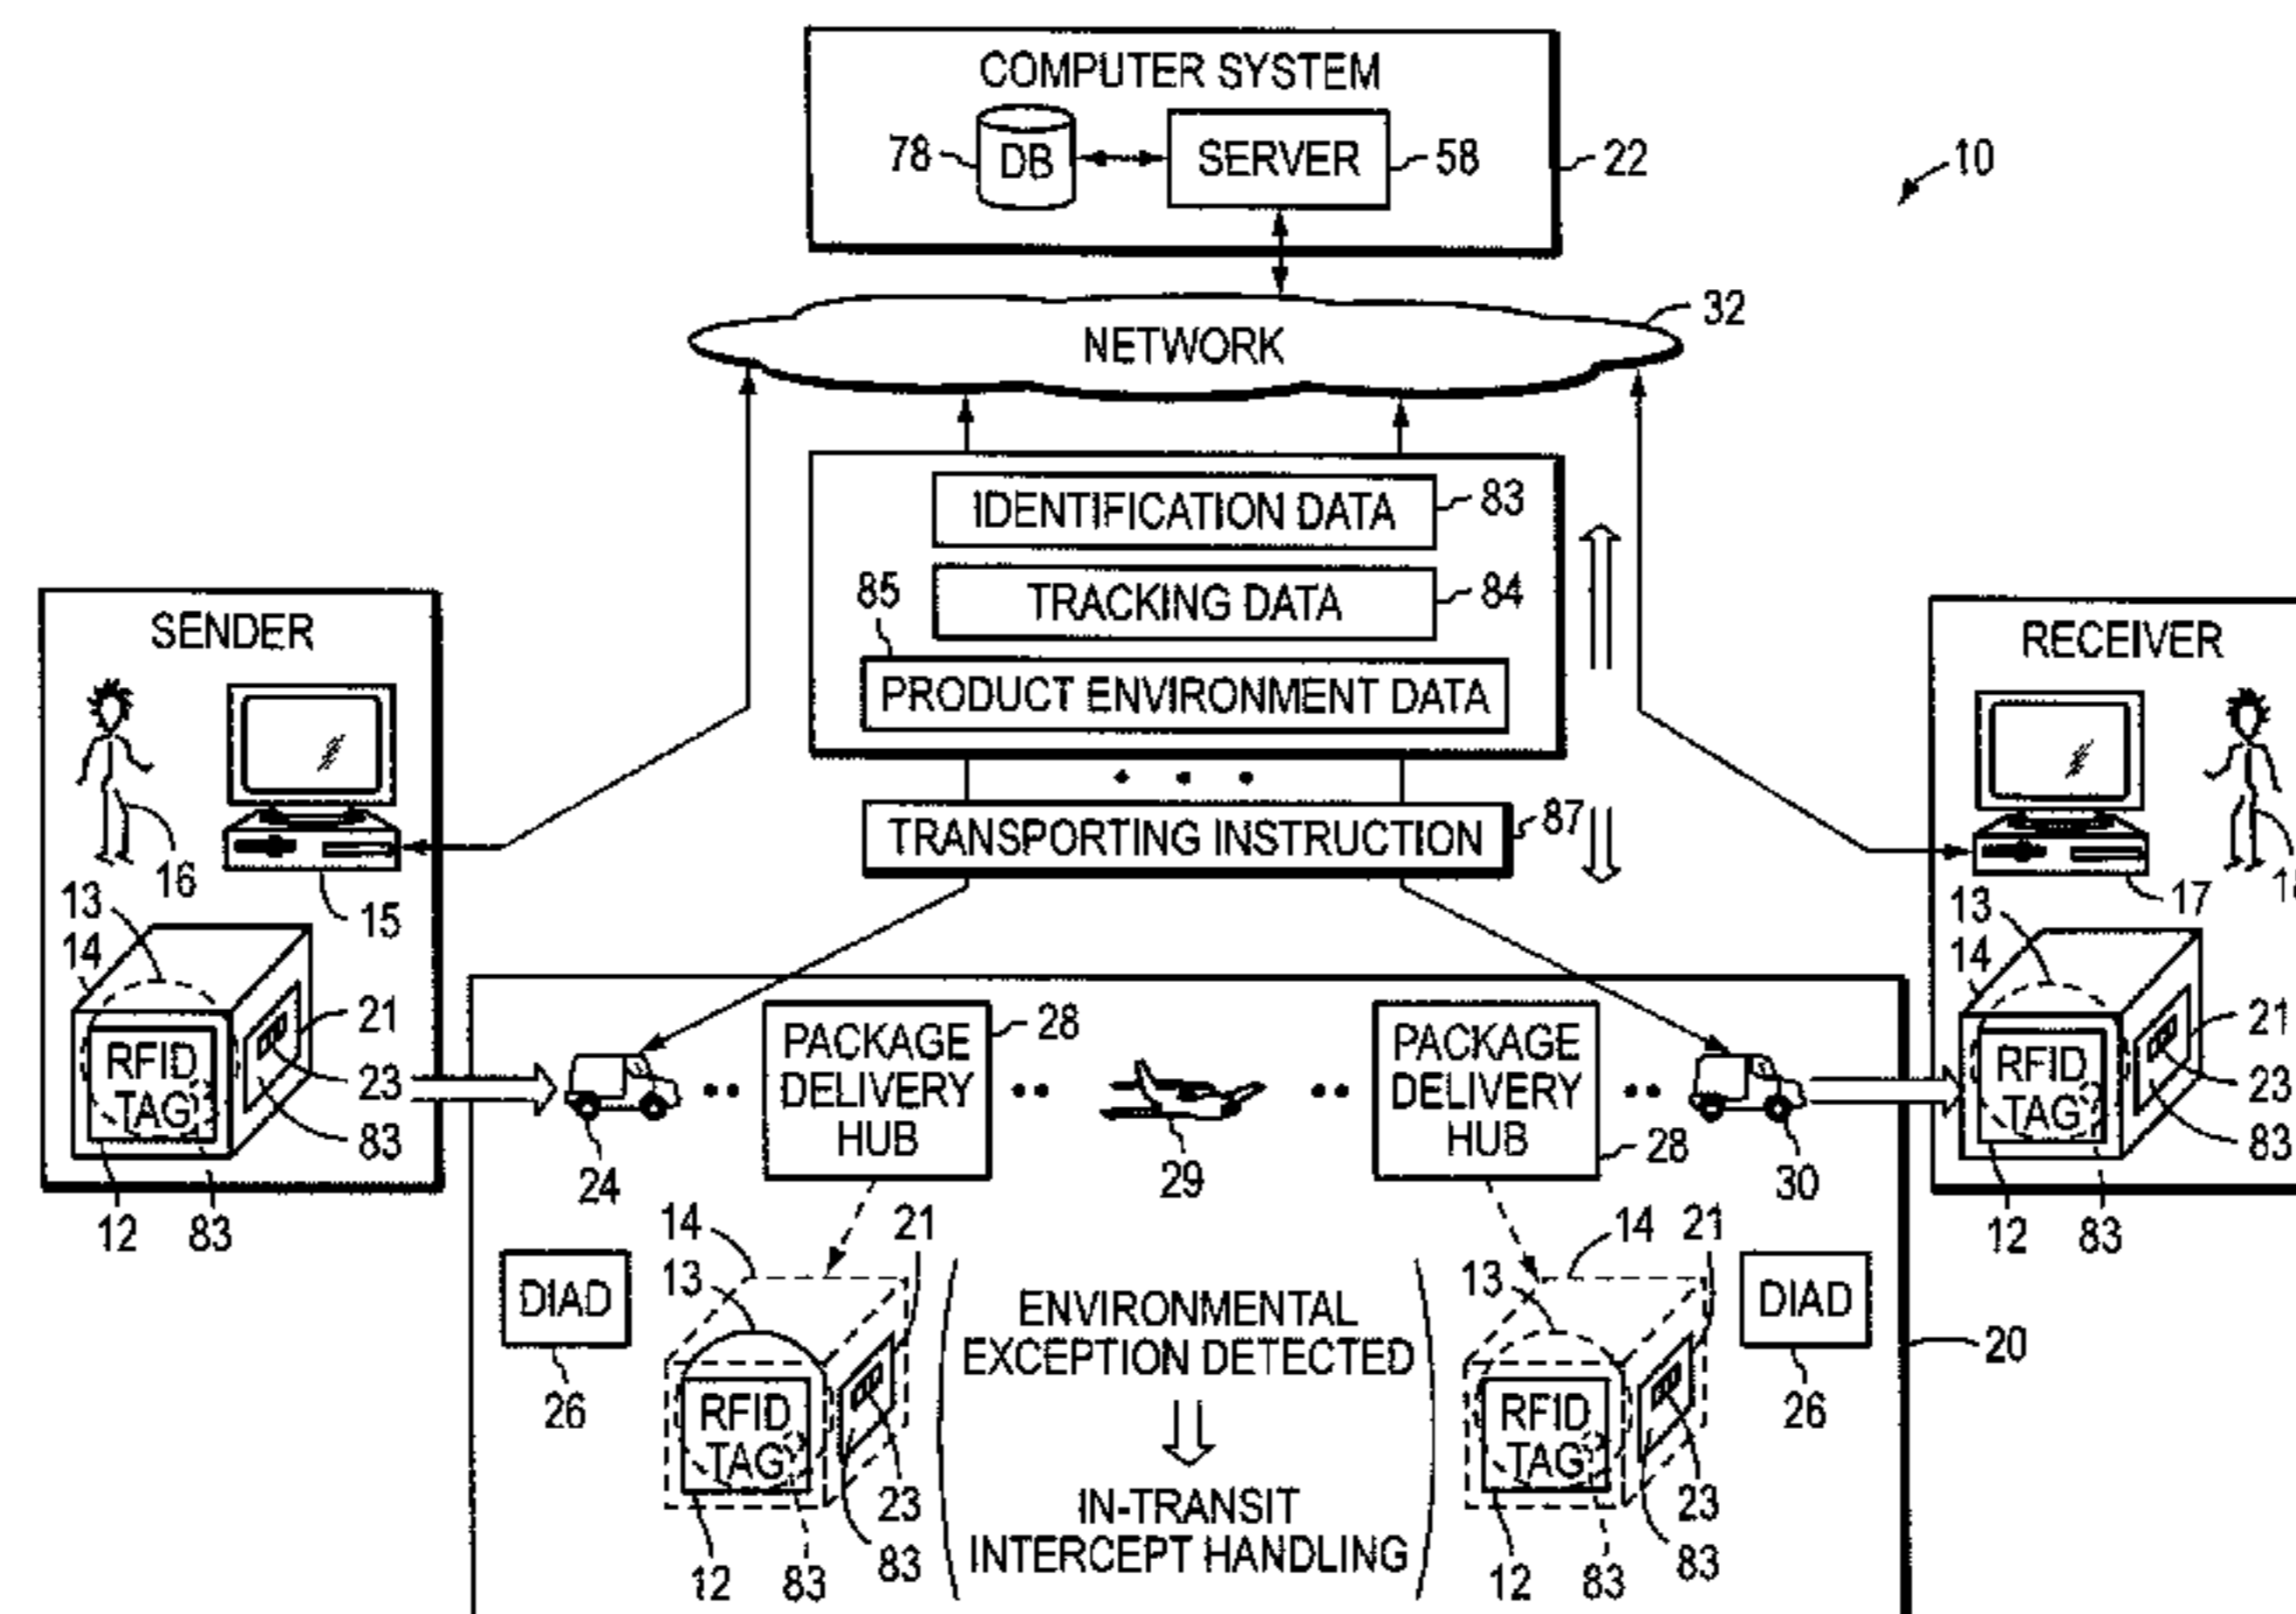 COMPUTER SYSTEM
78 DB SERVER 58
22
10
32
NETWORK
IDENTIFICATION DATA 83
TRACKING DATA 84
85
PRODUCT ENVIRONMENT DATA
TRANSPORTING INSTRUCTION 87
SENDER
16
15
13
14
21
RFID
TAG
23
83
12
83
RECEIVER
17
13
14
21
RFID
TAG
23
83
12
83
24
PACKAGE
DELIVERY
HUB
28
29
PACKAGE
DELIVERY
HUB
28
30
20
DIAD
26
14
21
13
RFID
TAG
23
83
12
83
ENVIRONMENTAL
EXCEPTION DETECTED
IN-TRANSIT
INTERCEPT HANDLING
14
21
13
RFID
TAG
23
83
12
83
DIAD
26